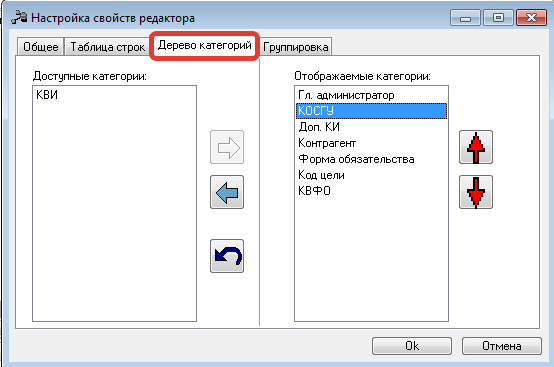 Настройка свойств редактора
Общее Таблица строк Дерево категорий Группировка
Доступные категории: Отображаемые категории:
КВИ
Гл. администратор
КОСГУ
Доп. КИ
Контрагент
Форма обязательства
Код цели
КВФО
Ok Отмена